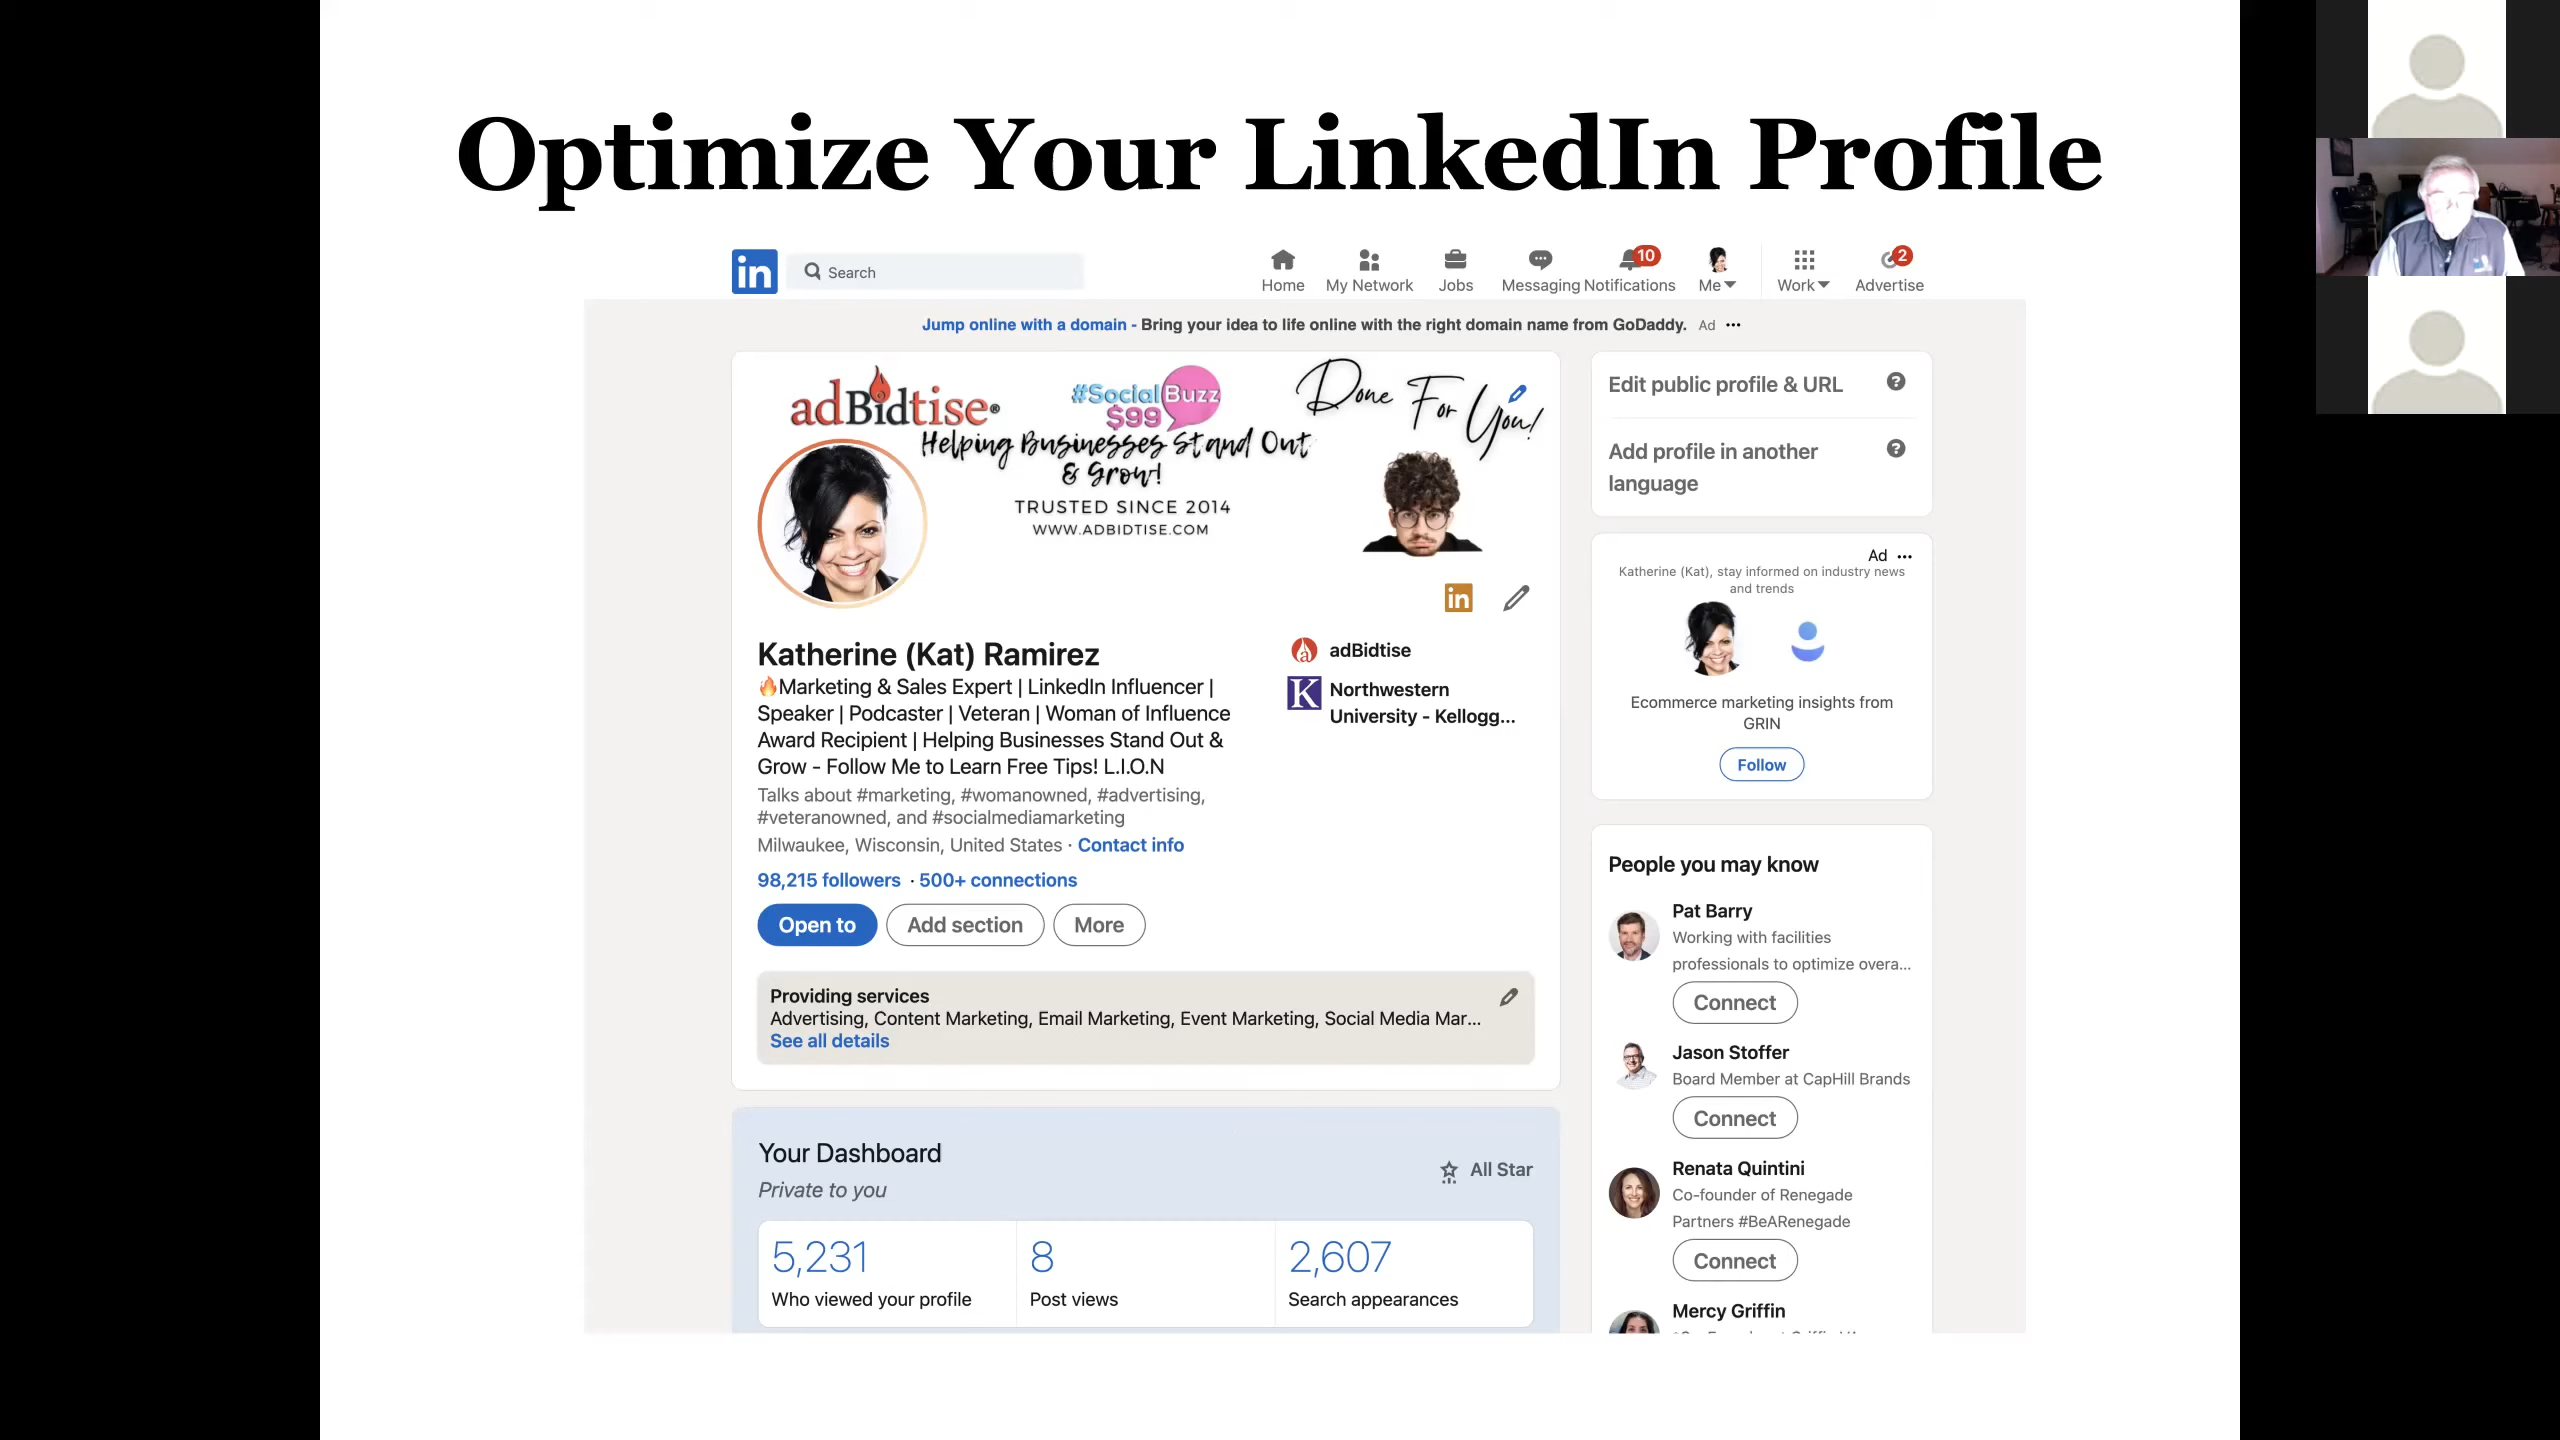 Optimize Your LinkedIn Profile
in
Search
Home
My Network
Jobs
Messaging
Notifications
10
Me
Work
Advertise
2
Jump online with a domain - Bring your idea to life online with the right domain name from GoDaddy. Ad
adBidtise®
#Social Buzz
$99
Done For You!
Helping Businesses Stand Out
& Grow!
TRUSTED SINCE 2014
WWW.ADBIDTISE.COM
in
Katherine (Kat) Ramirez
🔥Marketing & Sales Expert | LinkedIn Influencer |
Speaker | Podcaster | Veteran | Woman of Influence
Award Recipient | Helping Businesses Stand Out &
Grow - Follow Me to Learn Free Tips! L.I.O.N
Talks about #marketing, #womanowned, #advertising,
#veteranowned, and #socialmediamarketing
Milwaukee, Wisconsin, United States · Contact info
98,215 followers · 500+ connections
Open to
Add section
More
a adBidtise
K Northwestern
University - Kellogg...
Providing services
Advertising, Content Marketing, Email Marketing, Event Marketing, Social Media Mar...
See all details
Your Dashboard
Private to you
All Star
5,231
Who viewed your profile
8
Post views
2,607
Search appearances
Edit public profile & URL
?
Add profile in another
language
?
Ad
Katherine (Kat), stay informed on industry news
and trends
Ecommerce marketing insights from
GRIN
Follow
People you may know
Pat Barry
Working with facilities
professionals to optimize overa...
Connect
Jason Stoffer
Board Member at CapHill Brands
Connect
Renata Quintini
Co-founder of Renegade
Partners #BeARenegade
Connect
Mercy Griffin